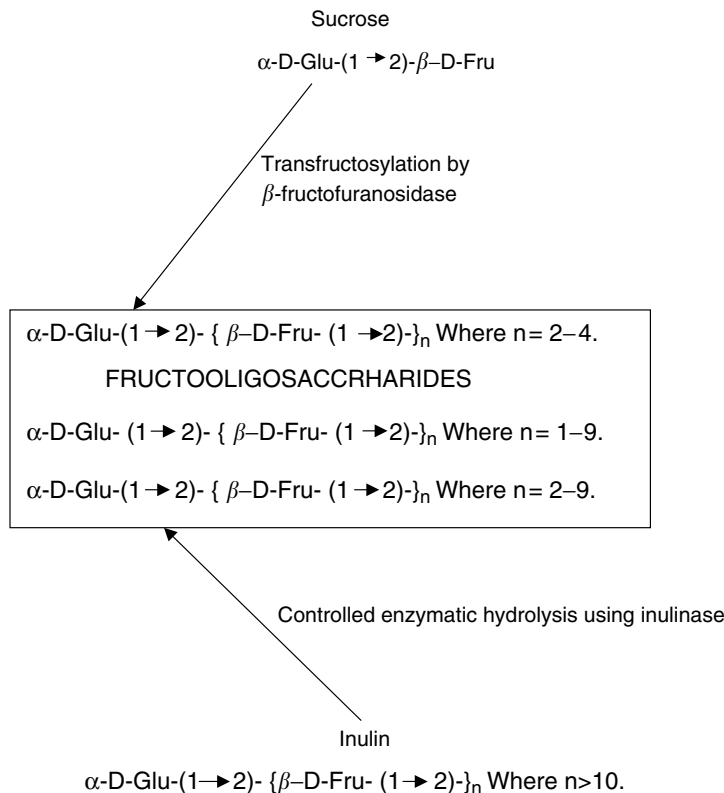 Sucrose
α-D-Glu-(1 → 2)-β–D-Fru
Transfructosylation by
β-fructofuranosidase
α-D-Glu-(1 → 2)- { β–D-Fru- (1 → 2)-}n Where n = 2–4.
FRUCTOOLIGOSACCRHARIDES
α-D-Glu- (1 → 2)- { β–D-Fru- (1 → 2)-}n Where n = 1–9.
α-D-Glu-(1 → 2)- { β–D-Fru- (1 → 2)-}n Where n = 2–9.
Controlled enzymatic hydrolysis using inulinase
Inulin
α-D-Glu-(1 → 2)- {β–D-Fru- (1 → 2)-}n Where n>10.